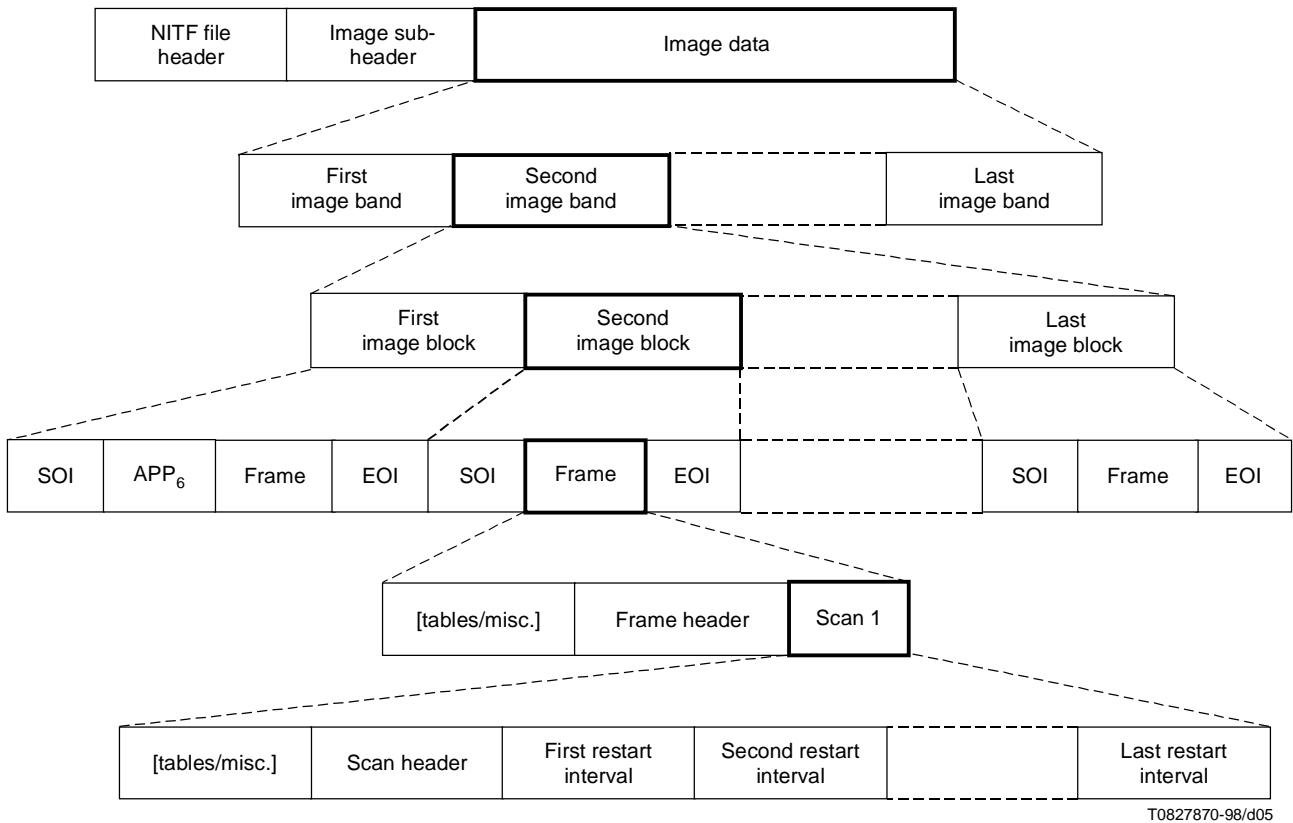 NITF file
header
Image sub-
header
Image data
First
image band
Second
image band
Last
image band
First
image block
Second
image block
Last
image block
SOI
APP6
Frame
EOI
SOI
Frame
EOI
SOI
Frame
EOI
[tables/misc.]
Frame header
Scan 1
[tables/misc.]
Scan header
First restart
interval
Second restart
interval
Last restart
interval
T0827870-98/d05